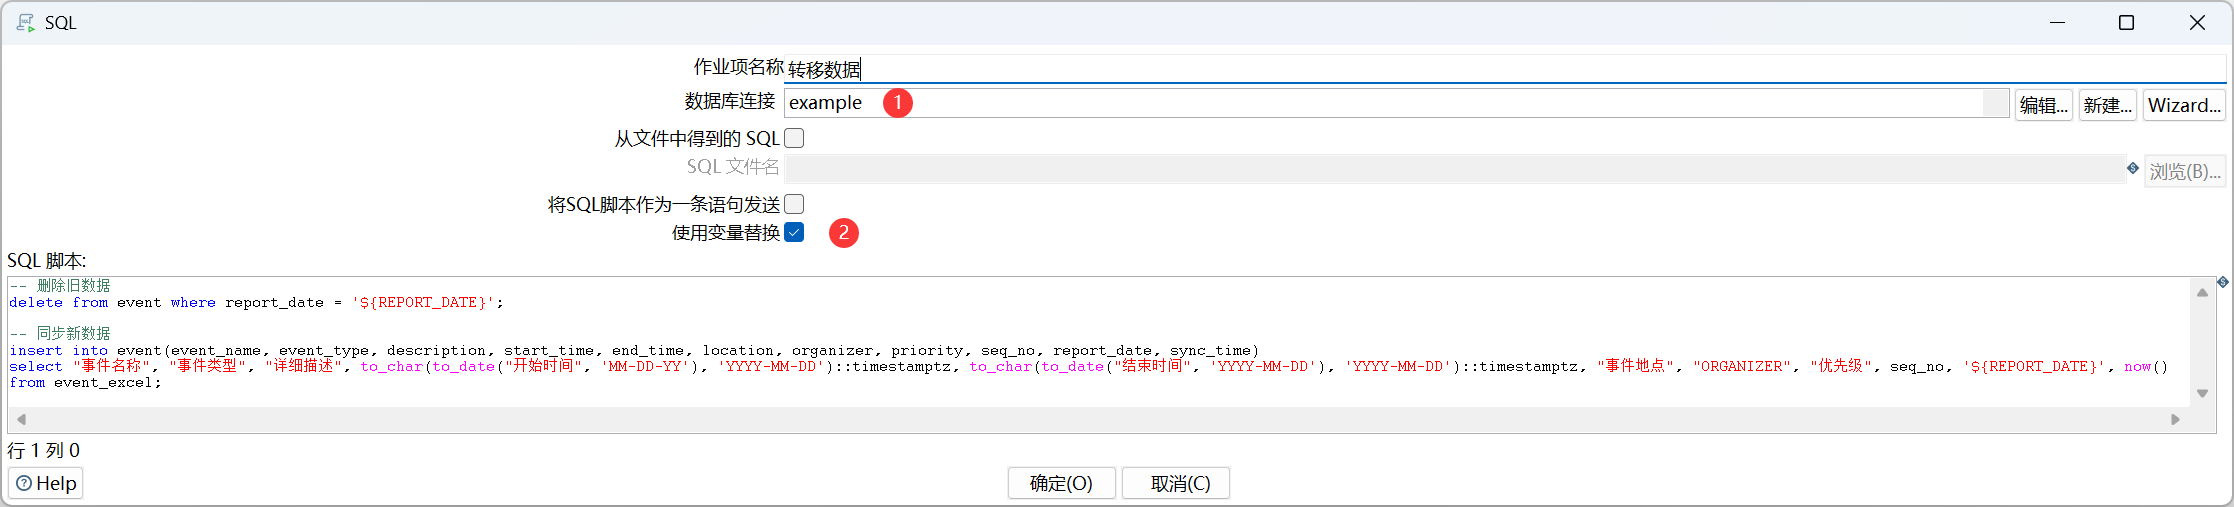 SQL
作业项名称 转移数据
数据库连接 example 1 编辑... 新建... Wizard...
从文件中得到的 SQL
SQL 文件名 浏览(B)...
将SQL脚本作为一条语句发送
使用变量替换 2
SQL 脚本:
-- 删除旧数据
delete from event where report_date = '${REPORT_DATE}';
-- 同步新数据
insert into event(event_name, event_type, description, start_time, end_time, location, organizer, priority, seq_no, report_date, sync_time)
select "事件名称", "事件类型", "详细描述", to_char(to_date("开始时间", 'MM-DD-YY'), 'YYYY-MM-DD')::timestamptz, to_char(to_date("结束时间", 'YYYY-MM-DD'), 'YYYY-MM-DD')::timestamptz, "事件地点", "ORGANIZER", "优先级", seq_no, '${REPORT_DATE}', now()
from event_excel;
行 1 列 0
Help 确定(O) 取消(C)